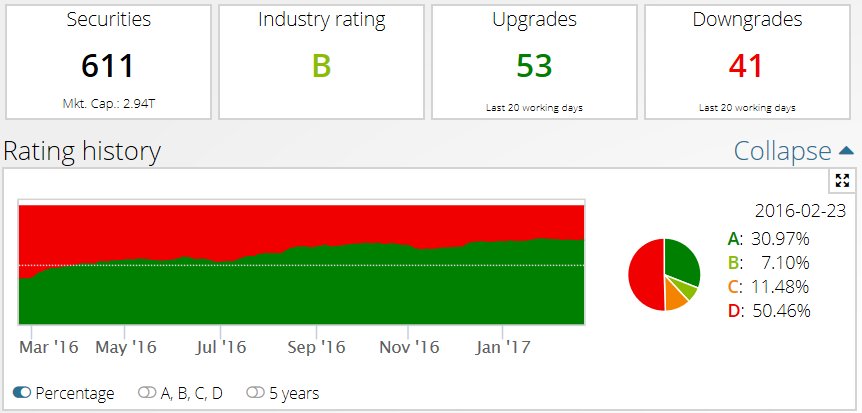 Securities
611
Mkt. Cap.: 2.94T
Industry rating
B
Upgrades
53
Last 20 working days
Downgrades
41
Last 20 working days
Rating history
Collapse
2016-02-23
A: 30.97%
B: 7.10%
C: 11.48%
D: 50.46%
Mar '16 May '16 Jul '16 Sep '16 Nov '16 Jan '17
Percentage A, B, C, D 5 years